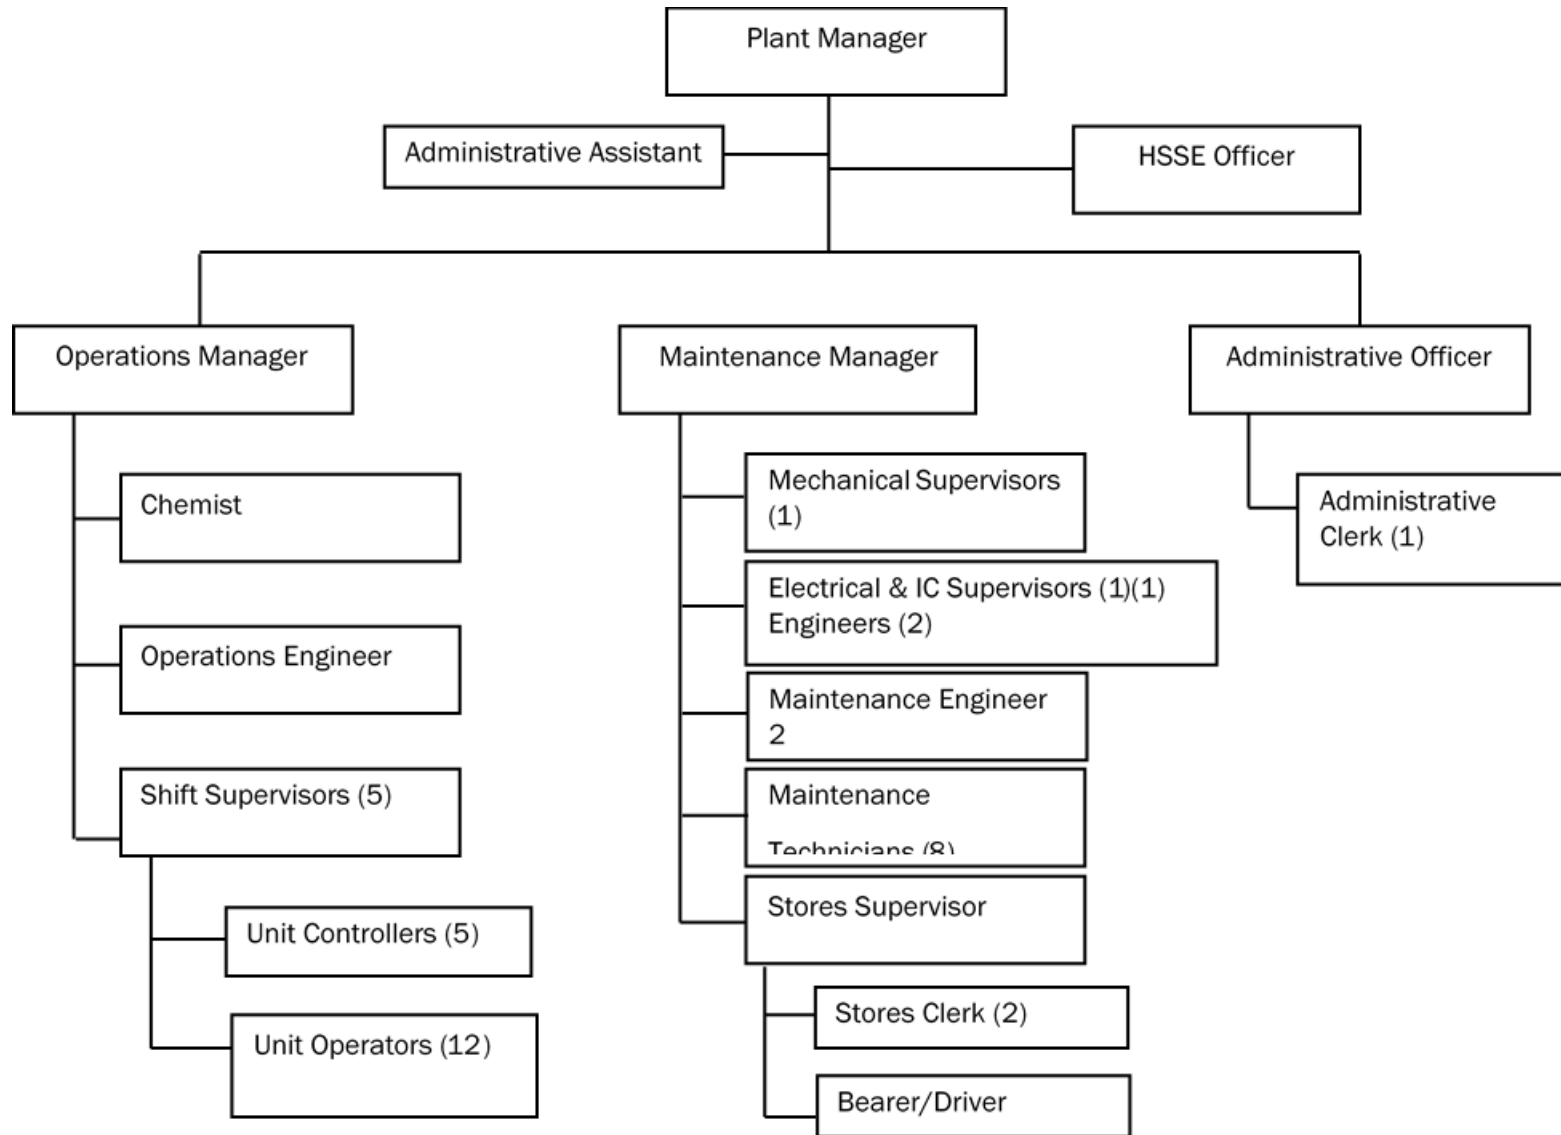 Plant Manager
Administrative Assistant
HSSE Officer
Operations Manager
Maintenance Manager
Administrative Officer
Chemist
Operations Engineer
Shift Supervisors (5)
Unit Controllers (5)
Unit Operators (12)
Mechanical Supervisors
(1)
Electrical & IC Supervisors (1)(1)
Engineers (2)
Maintenance Engineer
2
Maintenance
Technicians (8)
Stores Supervisor
Stores Clerk (2)
Bearer/Driver
Administrative
Clerk (1)